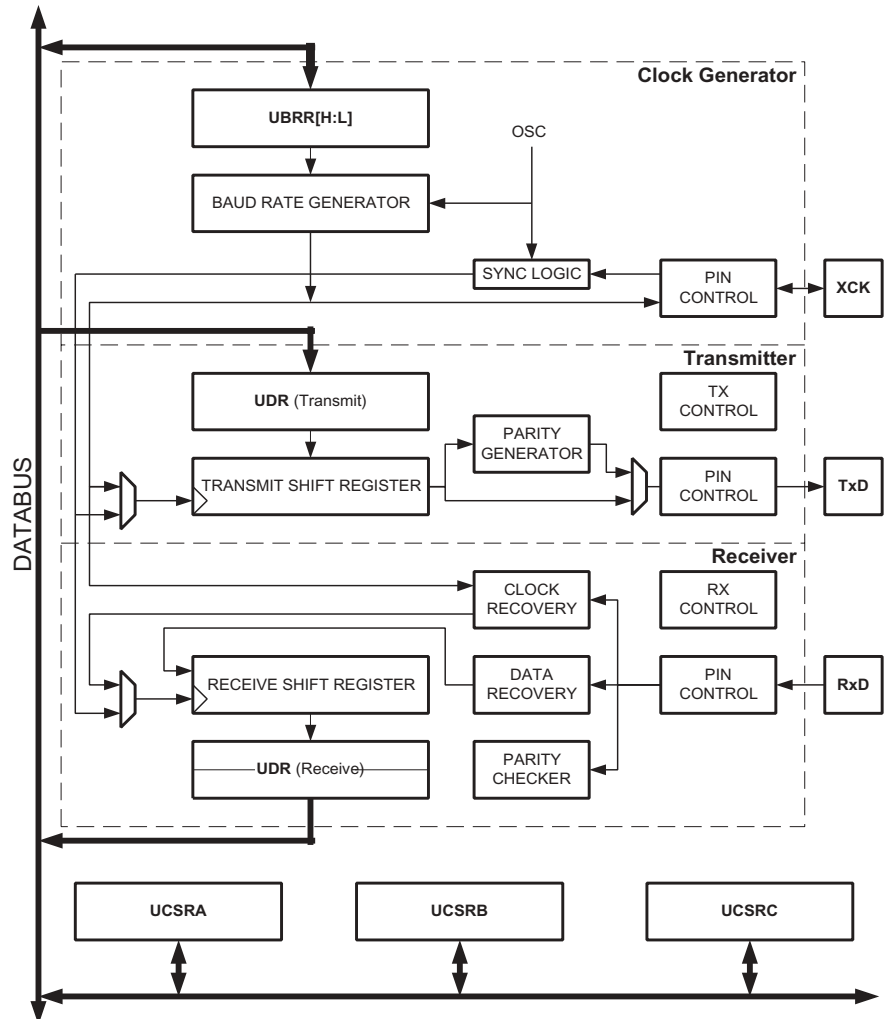 Clock Generator
UBRR[H:L]
OSC
BAUD RATE GENERATOR
SYNC LOGIC
PIN
CONTROL
XCK
Transmitter
UDR (Transmit)
TX
CONTROL
PARITY
GENERATOR
TRANSMIT SHIFT REGISTER
PIN
CONTROL
TxD
DATABUS
Receiver
CLOCK
RECOVERY
RX
CONTROL
RECEIVE SHIFT REGISTER
DATA
RECOVERY
PIN
CONTROL
RxD
UDR (Receive)
PARITY
CHECKER
UCSRA
UCSRB
UCSRC